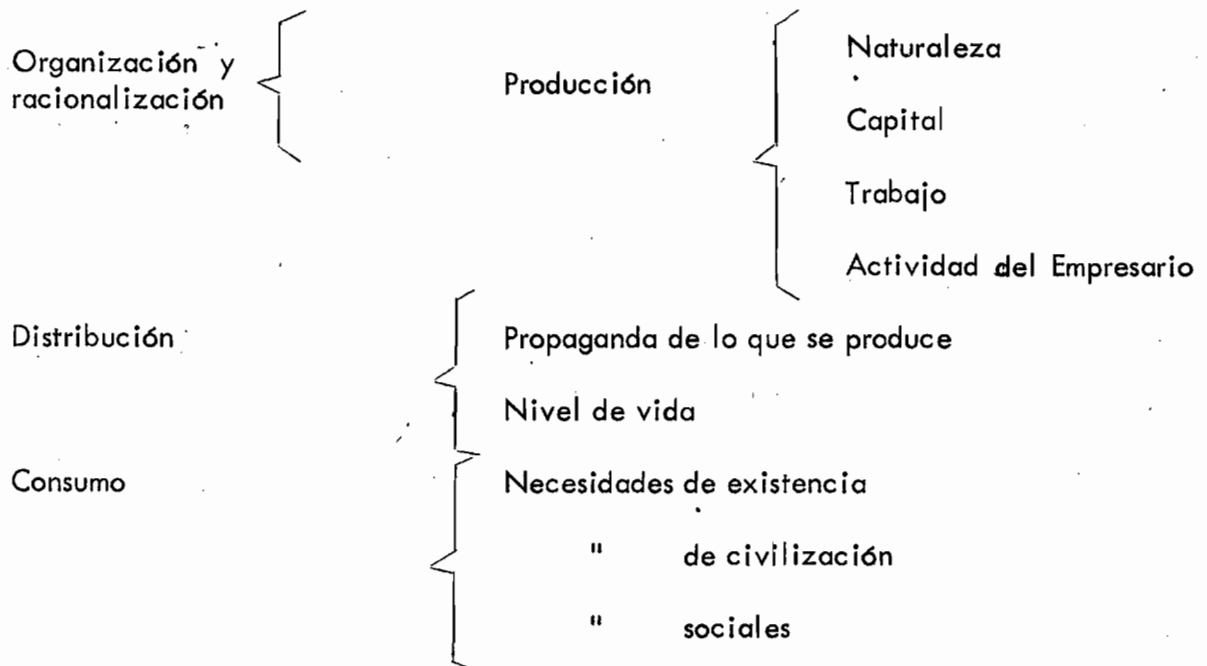 Organización y
racionalización
Producción
Naturaleza
Capital
Trabajo
Actividad del Empresario
Distribución
Propaganda de lo que se produce
Nivel de vida
Consumo
Necesidades de existencia
" de civilización
" sociales